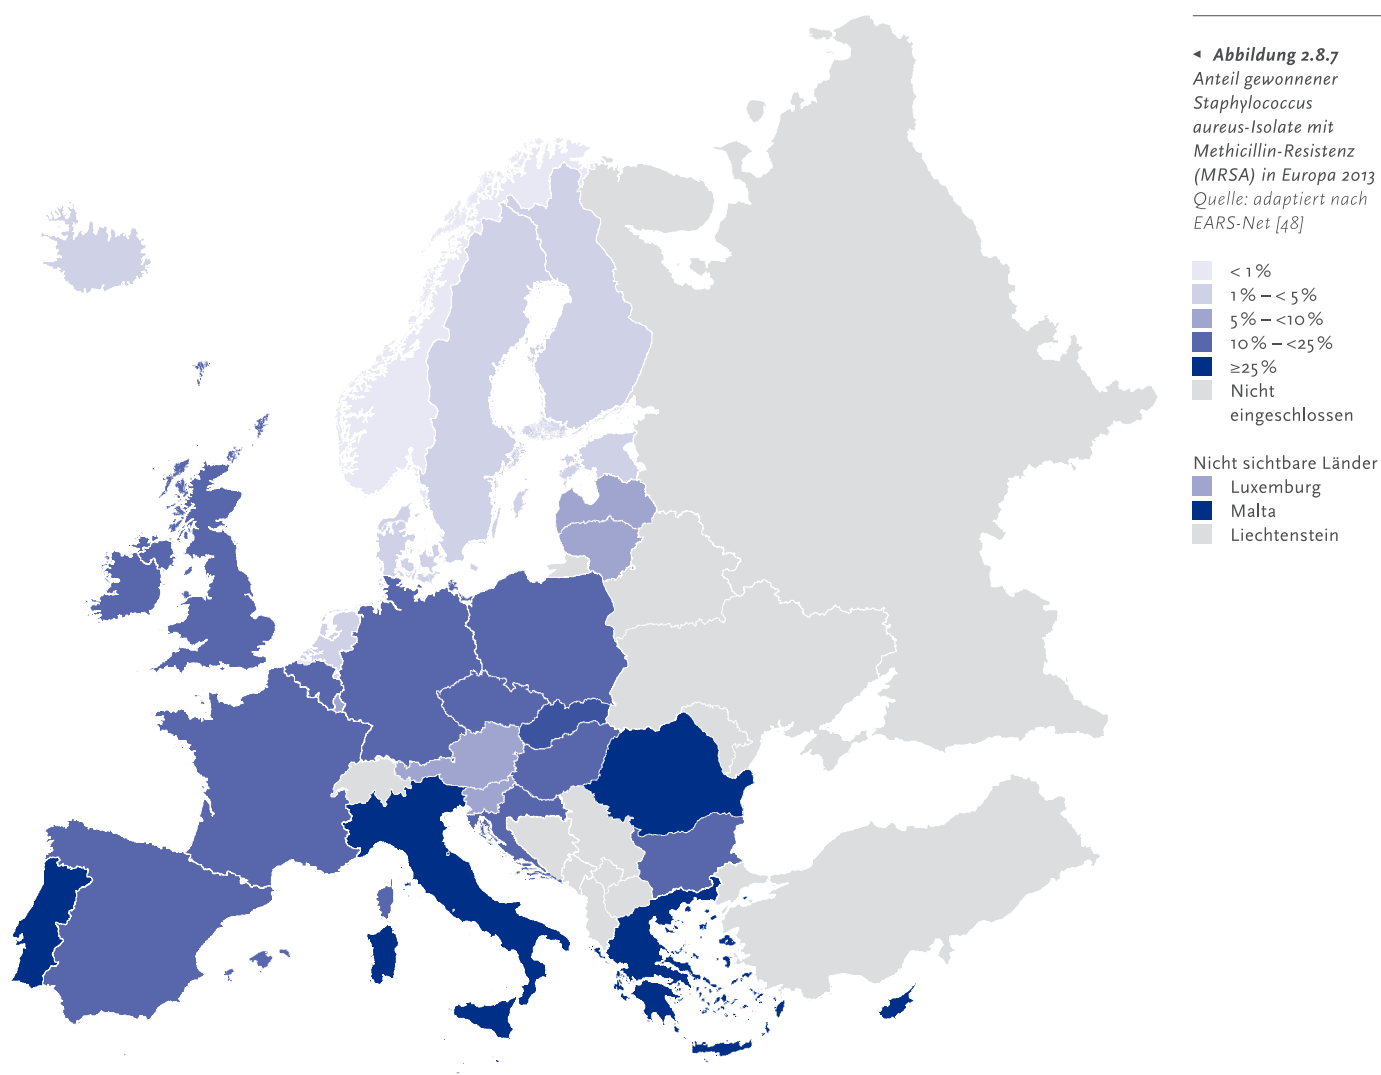 ◂ Abbildung 2.8.7
Anteil gewonnener
Staphylococcus
aureus-Isolate mit
Methicillin-Resistenz
(MRSA) in Europa 2013
Quelle: adaptiert nach
EARS-Net [48]
< 1 %
1 % – < 5 %
5 % – <10 %
10 % – <25 %
≥25 %
Nicht
eingeschlossen
Nicht sichtbare Länder
Luxemburg
Malta
Liechtenstein